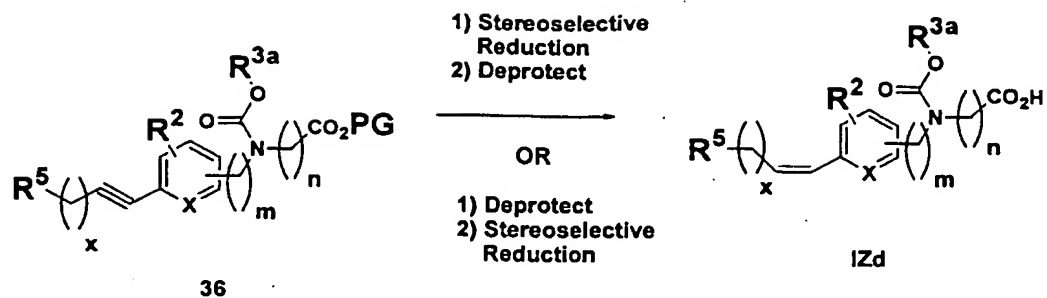 1) Stereoselective
Reduction
2) Deprotect
OR
1) Deprotect
2) Stereoselective
Reduction
R3a
O
O
N
R2
CO2PG
n
m
X
R5
x
36
R3a
O
O
N
R2
CO2H
n
m
X
R5
x
IZd